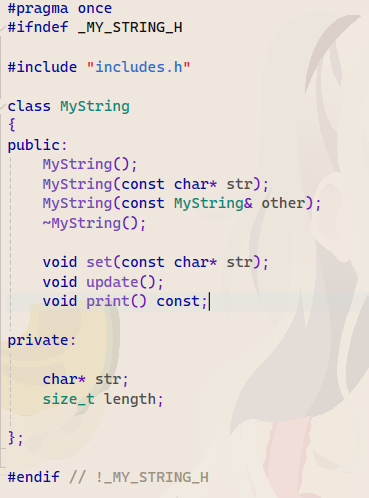 #pragma once
#ifndef _MY_STRING_H
#include "includes.h"
class MyString
{
public:
MyString();
MyString(const char* str);
MyString(const MyString& other);
~MyString();
void set(const char* str);
void update();
void print() const;
private:
char* str;
size_t length;
};
#endif // !_MY_STRING_H